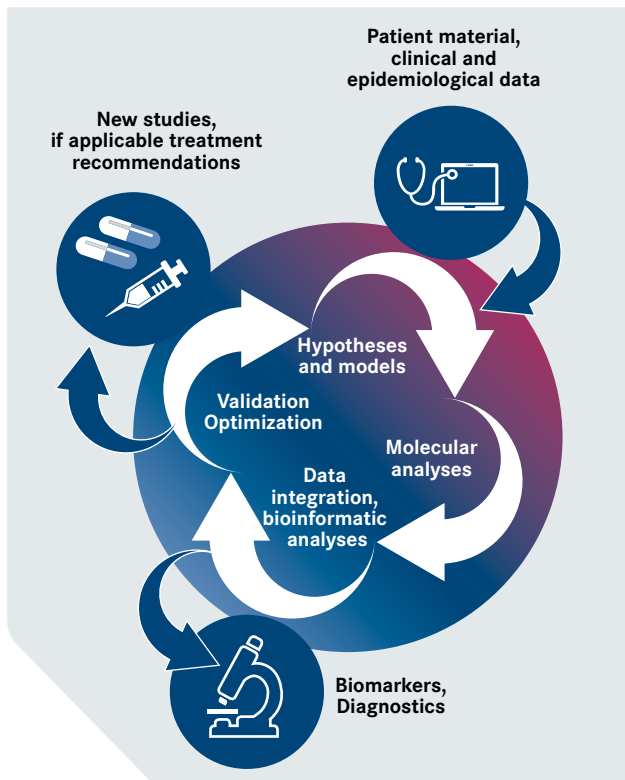 Patient material,
clinical and
epidemiological data
New studies,
if applicable treatment
recommendations
Hypotheses
and models
Validation
Optimization
Molecular
analyses
Data
integration,
bioinformatic
analyses
Biomarkers,
Diagnostics